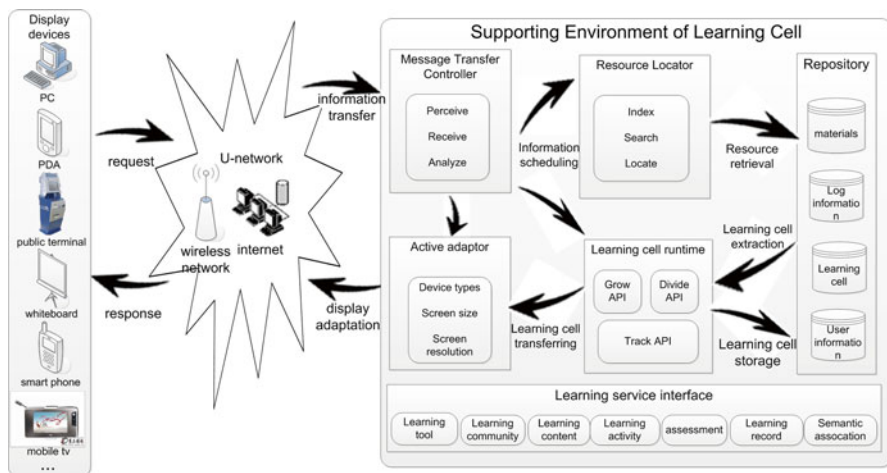 Display
devices
PC
PDA
public terminal
whiteboard
smart phone
mobile tv
...
request
response
U-network
wireless
network
internet
information
transfer
display
adaptation
Supporting Environment of Learning Cell
Message Transfer
Controller
Perceive
Receive
Analyze
Information
scheduling
Resource Locator
Index
Search
Locate
Resource
retrieval
Repository
materials
Log
informatio
n
Learning
cell
User
informatio
n
Active adaptor
Device types
Screen size
Screen
resolution
Learning cell
transferring
Learning cell runtime
Grow
API
Divide
API
Track API
Learning cell
extraction
Learning cell
storage
Learning service interface
Learning
tool
Learning
community
Learning
content
Learning
activity
assessment
Learning
record
Semantic
assocation